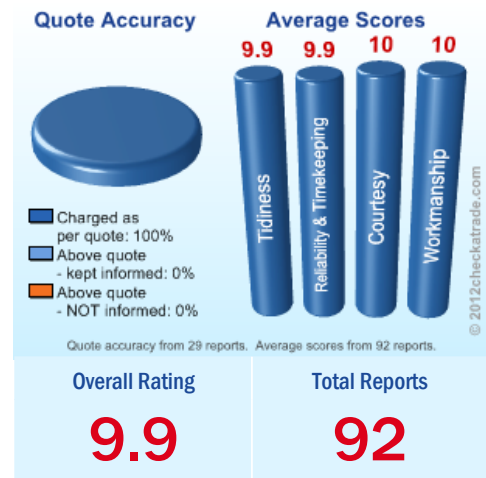 Quote Accuracy
Average Scores
9.9
9.9
10
10
Tidiness
Reliability & Timekeeping
Courtesy
Workmanship
© 2012checkatrade.com
Charged as
per quote: 100%
Above quote
- kept informed: 0%
Above quote
- NOT informed: 0%
Quote accuracy from 29 reports. Average scores from 92 reports.
Overall Rating
9.9
Total Reports
92